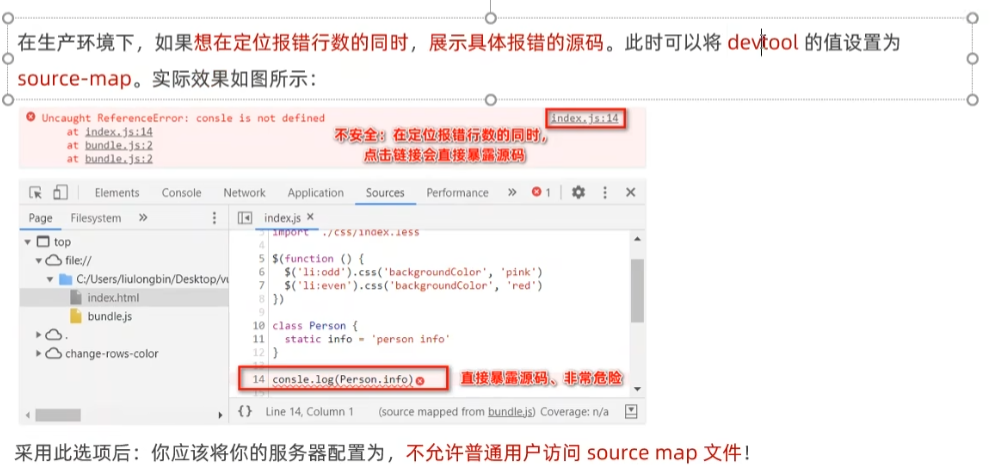 在生产环境下，如果想在定位报错行数的同时，展示具体报错的源码。此时可以将 devtool 的值设置为
source-map。实际效果如图所示：
Uncaught ReferenceError: consle is not defined
index.js:14
at index.js:14
at bundle.js:2
at bundle.js:2
不安全：在定位报错行数的同时，
点击链接会直接暴露源码
Elements Console Network Application Sources Performance » 1
Page Filesystem » index.js ×
top
file://
C:/Users/liulongbin/Desktop/vu
index.html
bundle.js
.
change-rows-color
3 import './css/index.less'
4
5 $(function () {
6 $('li:odd').css('backgroundColor', 'pink')
7 $('li:even').css('backgroundColor', 'red')
8 })
9
10 class Person {
11 static info = 'person info'
12 }
14 consle.log(Person.info)
直接暴露源码、非常危险
{} Line 14, Column 1 (source mapped from bundle.js) Coverage: n/a
采用此选项后：你应该将你的服务器配置为，不允许普通用户访问 source map 文件！